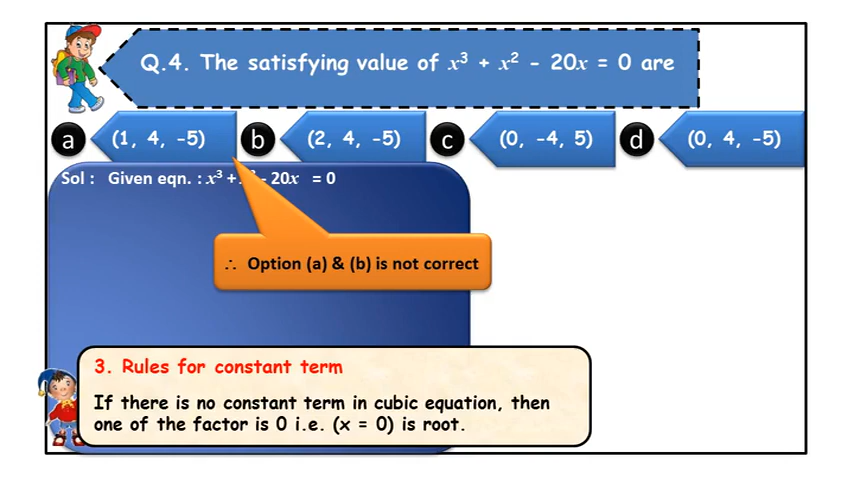 Q.4. The satisfying value of x³ + x² - 20x = 0 are
a (1, 4, -5) b (2, 4, -5) c (0, -4, 5) d (0, 4, -5)
Sol : Given eqn. : x³ + - 20x = 0
∴ Option (a) & (b) is not correct
3. Rules for constant term
If there is no constant term in cubic equation, then
one of the factor is 0 i.e. (x = 0) is root.